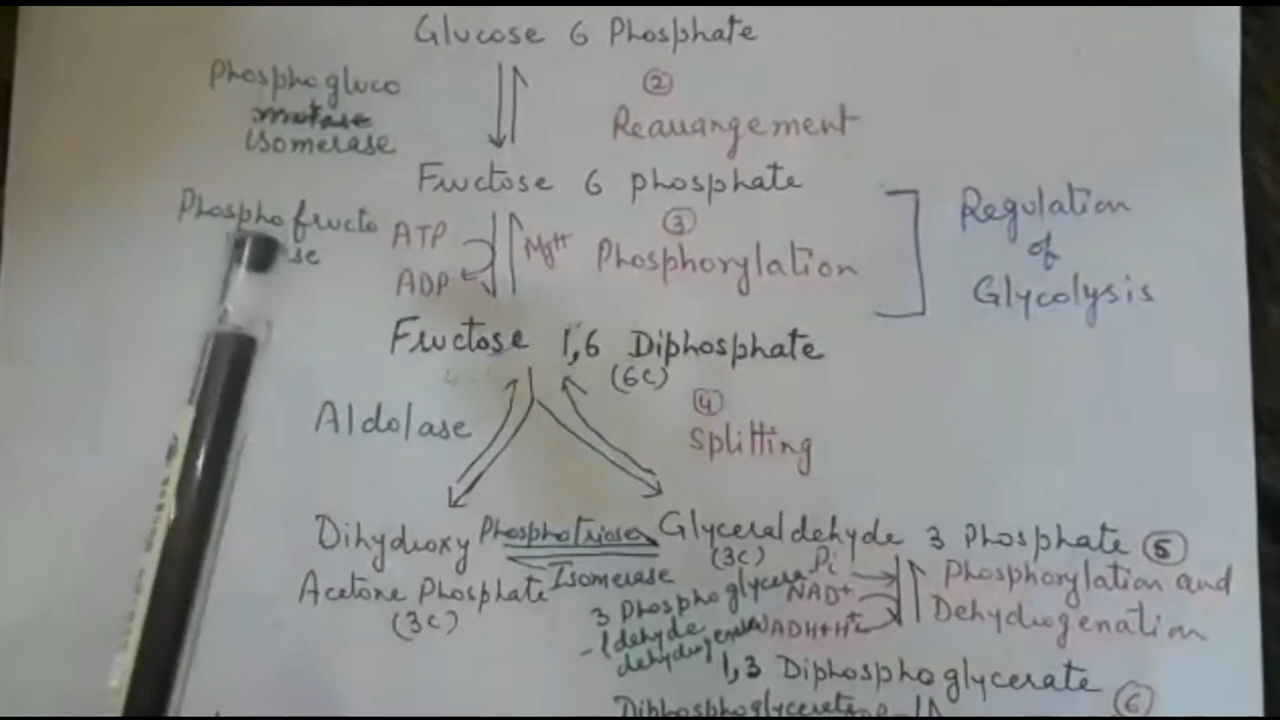 Glucose 6 Phosphate
Phosphogluco
mutase
isomerase
②
Rearrangement
Fructose 6 phosphate
Phosphofructo
se
ATP
ADP
Mg++
③
Phosphorylation
Regulation
of
Glycolysis
Fructose 1,6 Diphosphate
(6C)
Aldolase
④
Splitting
Dihydroxy
Acetone Phosphate
(3C)
Phosphotriose
Isomerase
Glyceraldehyde 3 Phosphate
(3C)
⑤
Phosphorylation and
Dehydrogenation
Pi
NAD+
NADH+H+
3 Phosphoglycera
-ldehyde
dehydrogenase
1,3 Diphosphoglycerate
⑥